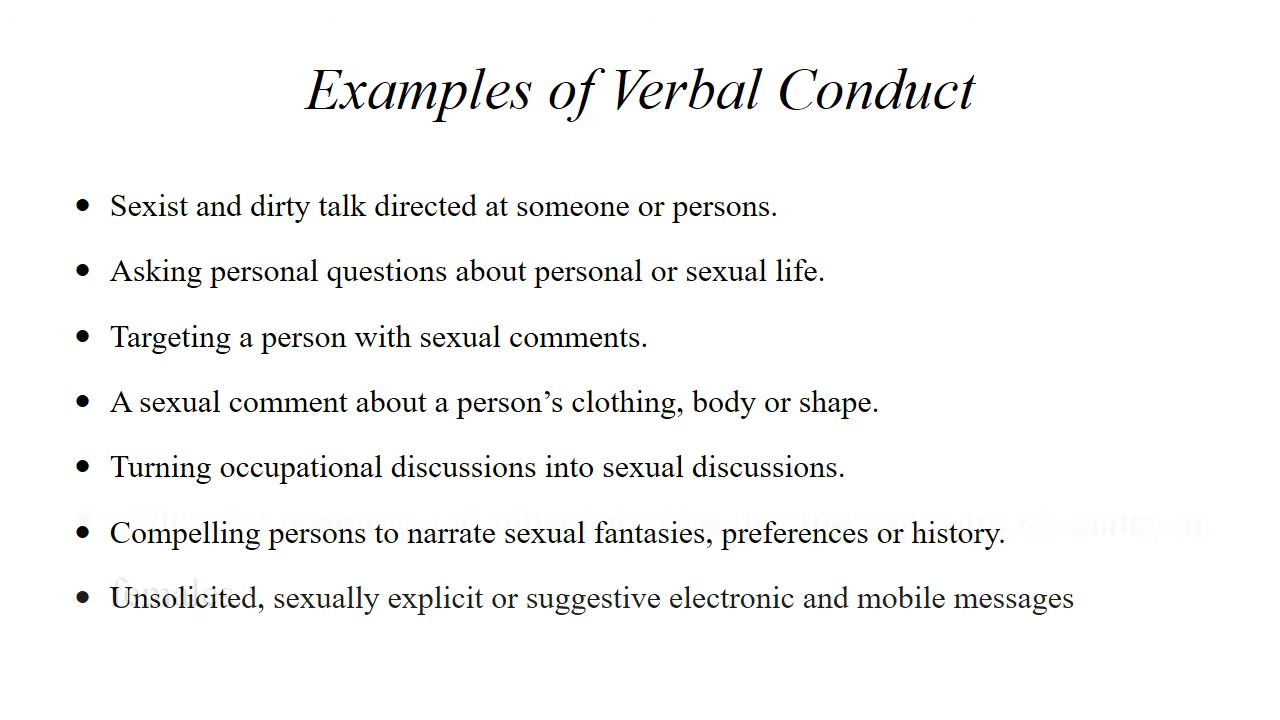 Examples of Verbal Conduct
• Sexist and dirty talk directed at someone or persons.
• Asking personal questions about personal or sexual life.
• Targeting a person with sexual comments.
• A sexual comment about a person’s clothing, body or shape.
• Turning occupational discussions into sexual discussions.
• Compelling persons to narrate sexual fantasies, preferences or history.
• Unsolicited, sexually explicit or suggestive electronic and mobile messages